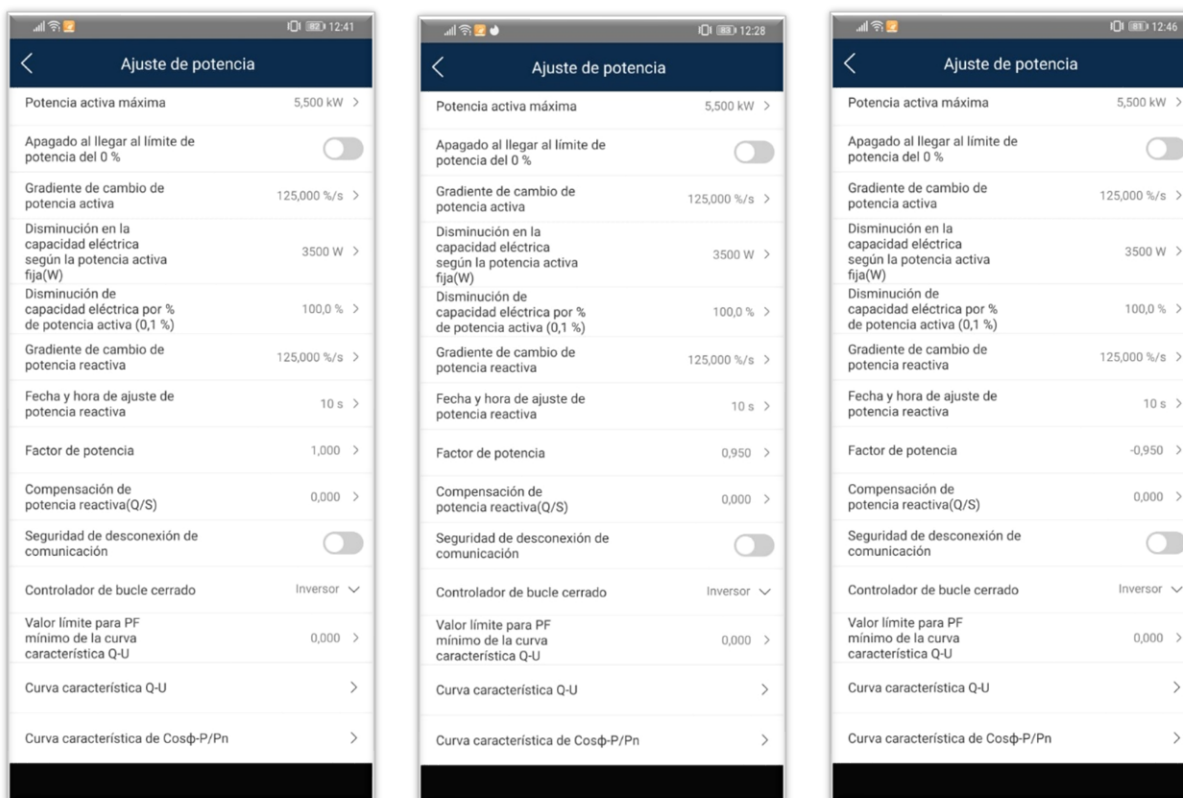 82 12:41
Ajuste de potencia
Potencia activa máxima 5,500 kW
Apagado al llegar al límite de
potencia del 0 %
Gradiente de cambio de
potencia activa 125,000 %/s
Disminución en la
capacidad eléctrica
según la potencia activa 3500 W
fija(W)
Disminución de
capacidad eléctrica por % 100,0 %
de potencia activa (0,1 %)
Gradiente de cambio de
potencia reactiva 125,000 %/s
Fecha y hora de ajuste de
potencia reactiva 10 s
Factor de potencia 1,000
Compensación de
potencia reactiva(Q/S) 0,000
Seguridad de desconexión de
comunicación
Controlador de bucle cerrado Inversor
Valor límite para PF
mínimo de la curva 0,000
característica Q-U
Curva característica Q-U
Curva característica de Cosϕ-P/Pn
12:28
Ajuste de potencia
Potencia activa máxima 5,500 kW
Apagado al llegar al límite de
potencia del 0 %
Gradiente de cambio de
potencia activa 125,000 %/s
Disminución en la
capacidad eléctrica
según la potencia activa 3500 W
fija(W)
Disminución de
capacidad eléctrica por % 100,0 %
de potencia activa (0,1 %)
Gradiente de cambio de
potencia reactiva 125,000 %/s
Fecha y hora de ajuste de
potencia reactiva 10 s
Factor de potencia 0,950
Compensación de
potencia reactiva(Q/S) 0,000
Seguridad de desconexión de
comunicación
Controlador de bucle cerrado Inversor
Valor límite para PF
mínimo de la curva 0,000
característica Q-U
Curva característica Q-U
Curva característica de Cosϕ-P/Pn
12:46
Ajuste de potencia
Potencia activa máxima 5,500 kW
Apagado al llegar al límite de
potencia del 0 %
Gradiente de cambio de
potencia activa 125,000 %/s
Disminución en la
capacidad eléctrica
según la potencia activa 3500 W
fija(W)
Disminución de
capacidad eléctrica por % 100,0 %
de potencia activa (0,1 %)
Gradiente de cambio de
potencia reactiva 125,000 %/s
Fecha y hora de ajuste de
potencia reactiva 10 s
Factor de potencia -0,950
Compensación de
potencia reactiva(Q/S) 0,000
Seguridad de desconexión de
comunicación
Controlador de bucle cerrado Inversor
Valor límite para PF
mínimo de la curva 0,000
característica Q-U
Curva característica Q-U
Curva característica de Cosϕ-P/Pn